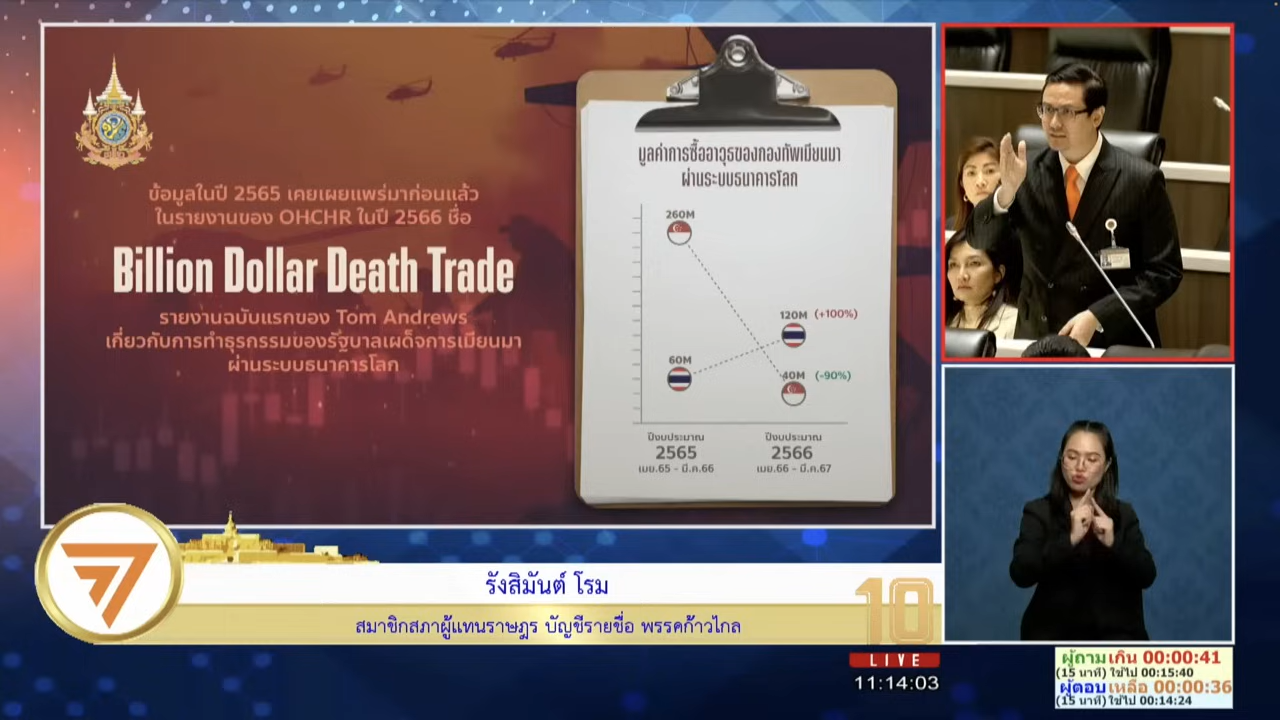 ข้อมูลในปี 2565 เคยเผยแพร่มาก่อนแล้ว
ในรายงานของ OHCHR ในปี 2566 ชื่อ
Billion Dollar Death Trade
รายงานฉบับแรกของ Tom Andrews
เกี่ยวกับการทำธุรกรรมของรัฐบาลเผด็จการเมียนมา
ผ่านระบบธนาคารโลก
มูลค่าการซื้ออาวุธของกองทัพเมียนมา
ผ่านระบบธนาคารโลก
260M
120M (+100%)
60M
40M (-90%)
ปีงบประมาณ
2565
เมย.65 - มี.ค.66
ปีงบประมาณ
2566
เมย.66 - มี.ค.67
รังสิมันต์ โรม
สมาชิกสภาผู้แทนราษฎร บัญชีรายชื่อ พรรคก้าวไกล
10
LIVE
11:14:03
ผู้ถามเกิน 00:00:41
(15 นาที) ใช้ไป 00:15:40
ผู้ตอบเหลือ 00:00:36
(15 นาที) ใช้ไป 00:14:24